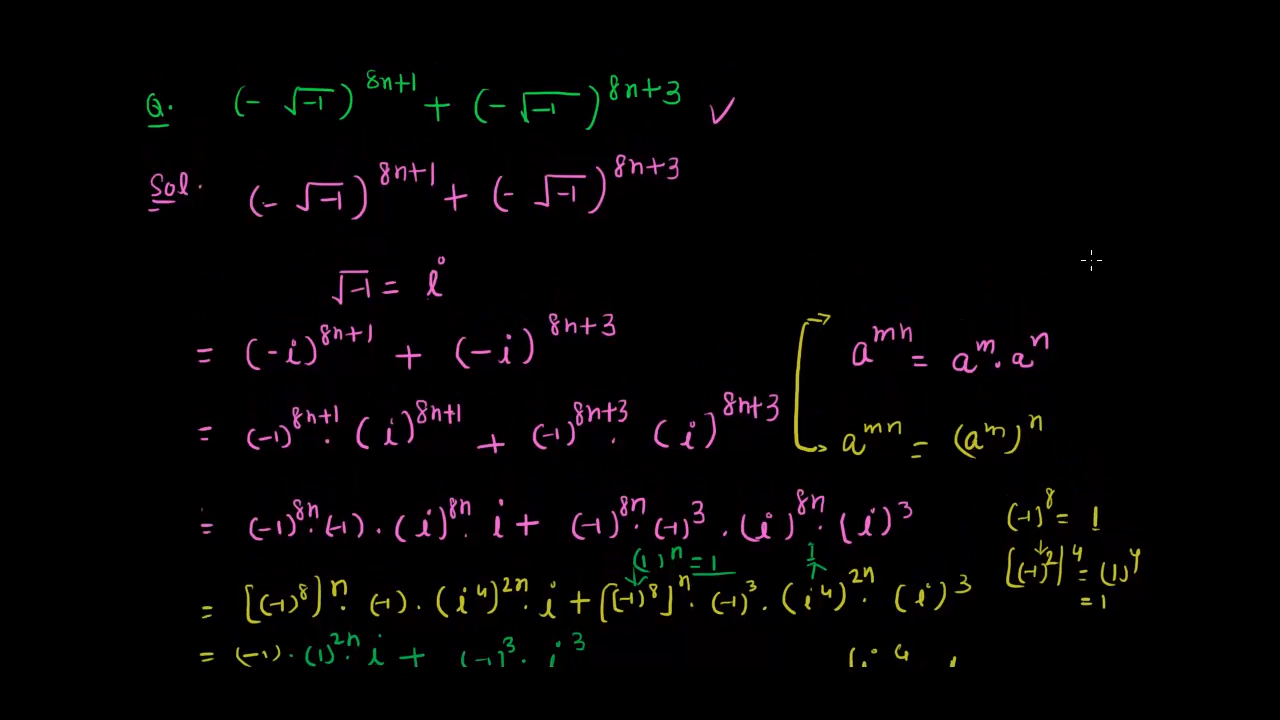 Q. (-√-1)^{8n+1} + (-√-1)^{8n+3} ✓
Sol. (-√-1)^{8n+1} + (-√-1)^{8n+3}
√-1 = i
= (-i)^{8n+1} + (-i)^{8n+3}
a^{mn} = a^m . a^n
= (-1)^{8n+1} . (i)^{8n+1} + (-1)^{8n+3} . (i)^{8n+3}
a^{mn} = (a^m)^n
= (-1)^{8n} . (-1) . (i)^{8n} . i + (-1)^{8n} . (-1)^3 . (i)^{8n} . (i)^3
(-1)^8 = 1
(1)^n = 1
1
[(-1)^2]^4 = (1)^4
= 1
= [(-1)^8]^n . (-1) . (i^4)^{2n} . i + [(-1)^8]^n . (-1)^3 . (i^4)^{2n} . (i)^3
= (-1) . (1)^{2n} . i + (-1)^3 . i^3